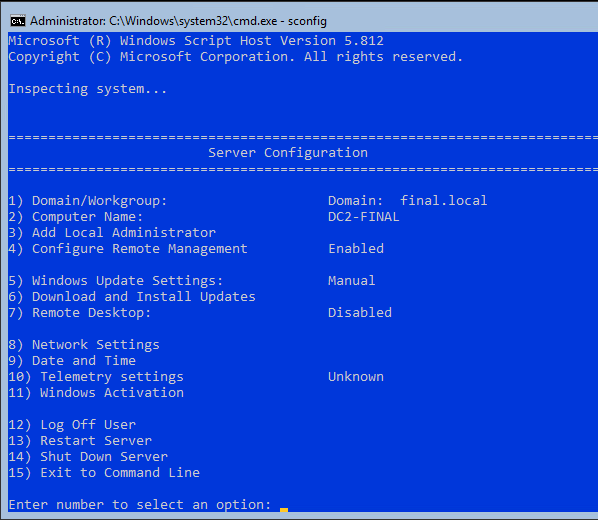 Administrator: C:\Windows\system32\cmd.exe - sconfig
Microsoft (R) Windows Script Host Version 5.812
Copyright (C) Microsoft Corporation. All rights reserved.
Inspecting system...
===============================================================================
Server Configuration
===============================================================================
1) Domain/Workgroup: Domain: final.local
2) Computer Name: DC2-FINAL
3) Add Local Administrator
4) Configure Remote Management Enabled
5) Windows Update Settings: Manual
6) Download and Install Updates
7) Remote Desktop: Disabled
8) Network Settings
9) Date and Time
10) Telemetry settings Unknown
11) Windows Activation
12) Log Off User
13) Restart Server
14) Shut Down Server
15) Exit to Command Line
Enter number to select an option: